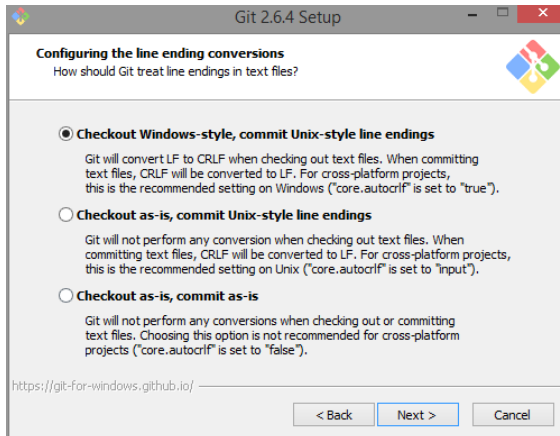 Git 2.6.4 Setup
Configuring the line ending conversions
How should Git treat line endings in text files?
Checkout Windows-style, commit Unix-style line endings
Git will convert LF to CRLF when checking out text files. When committing
text files, CRLF will be converted to LF. For cross-platform projects,
this is the recommended setting on Windows ("core.autocrlf" is set to "true").
Checkout as-is, commit Unix-style line endings
Git will not perform any conversion when checking out text files. When
committing text files, CRLF will be converted to LF. For cross-platform projects,
this is the recommended setting on Unix ("core.autocrlf" is set to "input").
Checkout as-is, commit as-is
Git will not perform any conversions when checking out or committing
text files. Choosing this option is not recommended for cross-platform
projects ("core.autocrlf" is set to "false").
https://git-for-windows.github.io/
< Back Next > Cancel